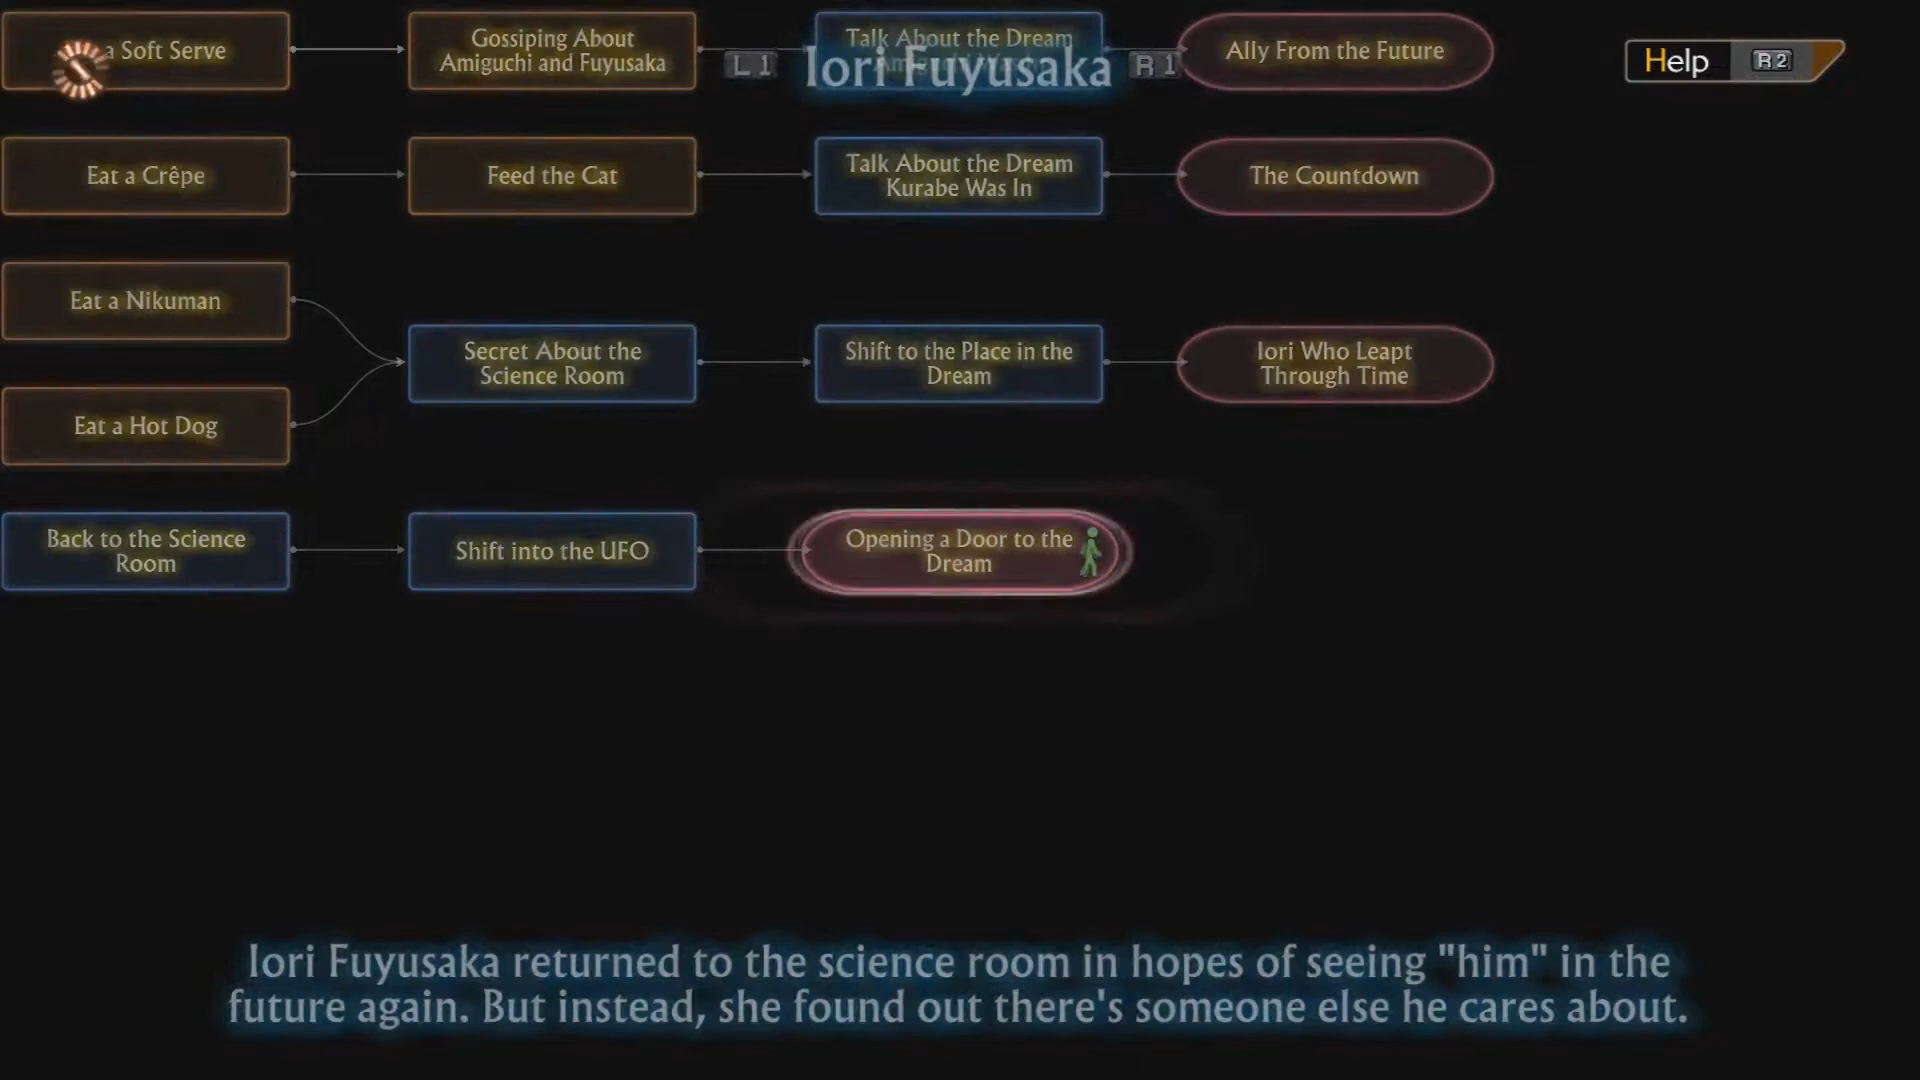 a Soft Serve
Gossiping About
Amiguchi and Fuyusaka
Talk About the Dream
L1
Iori Fuyusaka
R1
Ally From the Future
Help
R2
Eat a Crêpe
Feed the Cat
Talk About the Dream
Kurabe Was In
The Countdown
Eat a Nikuman
Eat a Hot Dog
Secret About the
Science Room
Shift to the Place in the
Dream
Iori Who Leapt
Through Time
Back to the Science
Room
Shift into the UFO
Opening a Door to the
Dream
Iori Fuyusaka returned to the science room in hopes of seeing "him" in the
future again. But instead, she found out there's someone else he cares about.